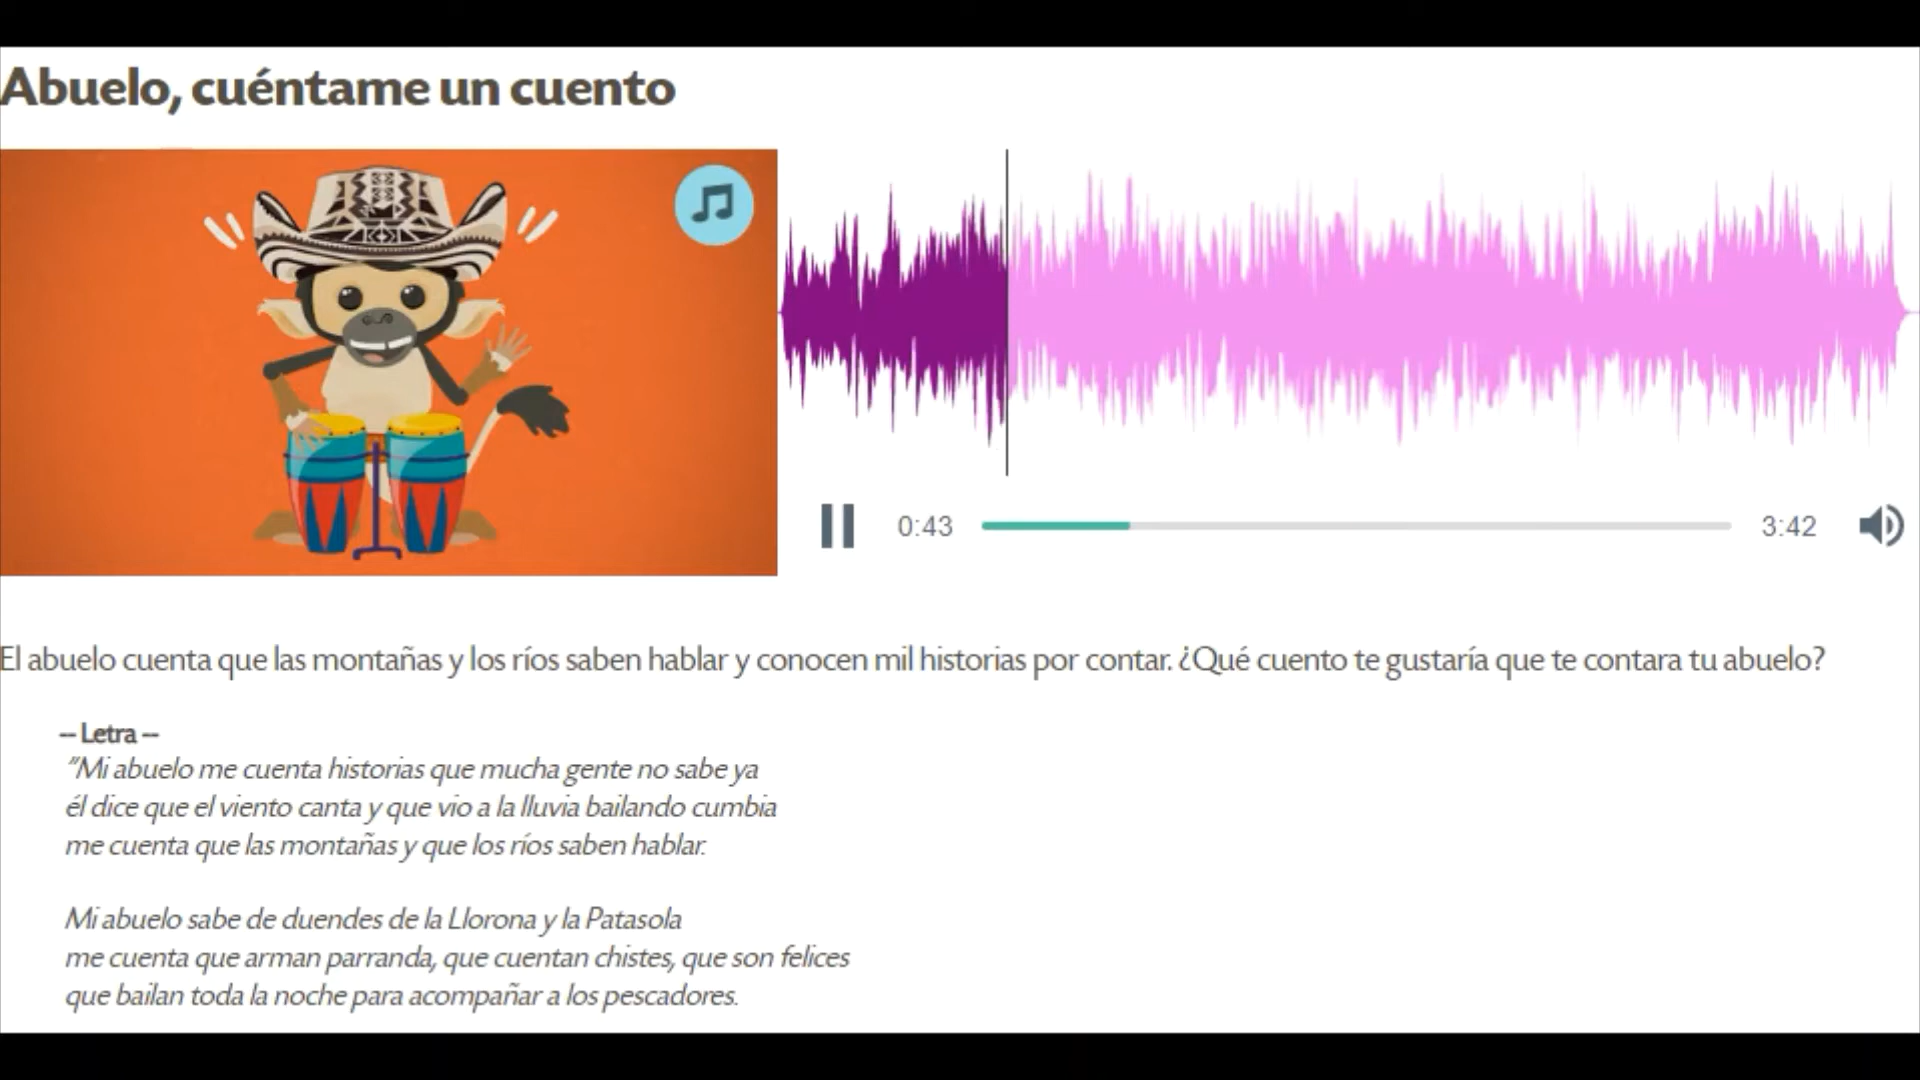 Abuelo, cuéntame un cuento
0:43
3:42
El abuelo cuenta que las montañas y los ríos saben hablar y conocen mil historias por contar. ¿Qué cuento te gustaría que te contara tu abuelo?
-- Letra --
"Mi abuelo me cuenta historias que mucha gente no sabe ya
él dice que el viento canta y que vio a la lluvia bailando cumbia
me cuenta que las montañas y que los ríos saben hablar.
Mi abuelo sabe de duendes de la Llorona y la Patasola
me cuenta que arman parranda, que cuentan chistes, que son felices
que bailan toda la noche para acompañar a los pescadores.